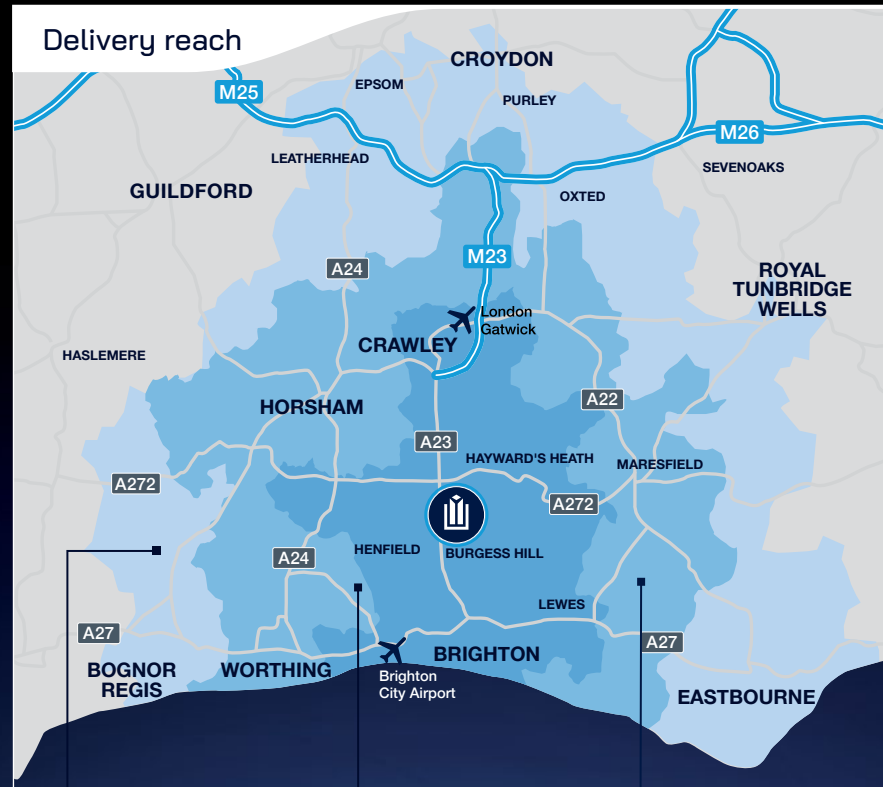 Delivery reach
CROYDON
EPSOM
M25
PURLEY
M26
LEATHERHEAD
SEVENOAKS
GUILDFORD
OXTED
M23
A24
ROYAL
TUNBRIDGE
WELLS
London
Gatwick
CRAWLEY
HASLEMERE
A22
HORSHAM
A23
HAYWARD'S HEATH
MARESFIELD
A272
A272
HENFIELD
BURGESS HILL
A24
LEWES
A27
A27
BRIGHTON
BOGNOR
REGIS
WORTHING
Brighton
City Airport
EASTBOURNE